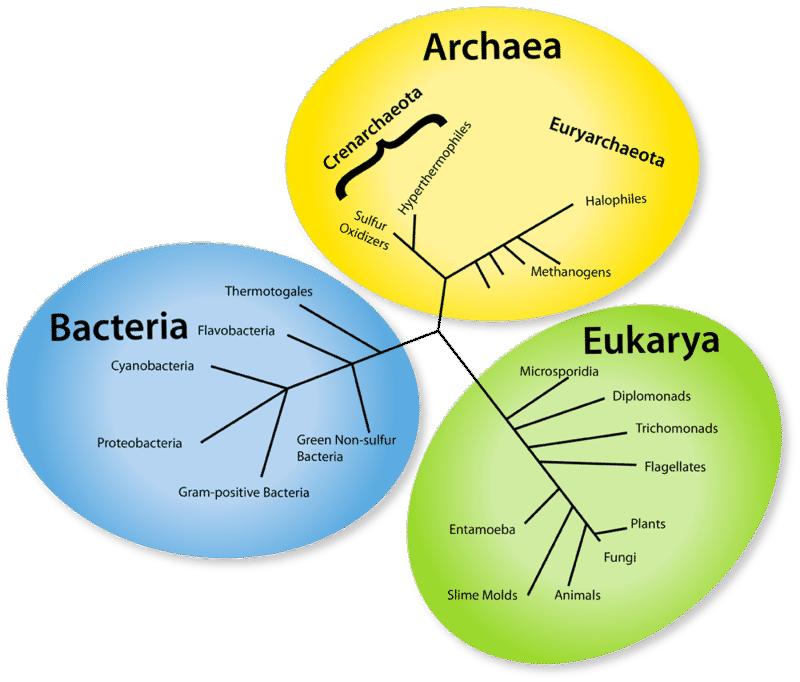 Archaea
Crenarchaeota
Hyperthermophiles
Euryarchaeota
Sulfur
Oxidizers
Halophiles
Methanogens
Bacteria
Thermotogales
Flavobacteria
Cyanobacteria
Proteobacteria
Green Non-sulfur
Bacteria
Gram-positive Bacteria
Eukarya
Microsporidia
Diplomonads
Trichomonads
Flagellates
Entamoeba
Plants
Fungi
Slime Molds
Animals